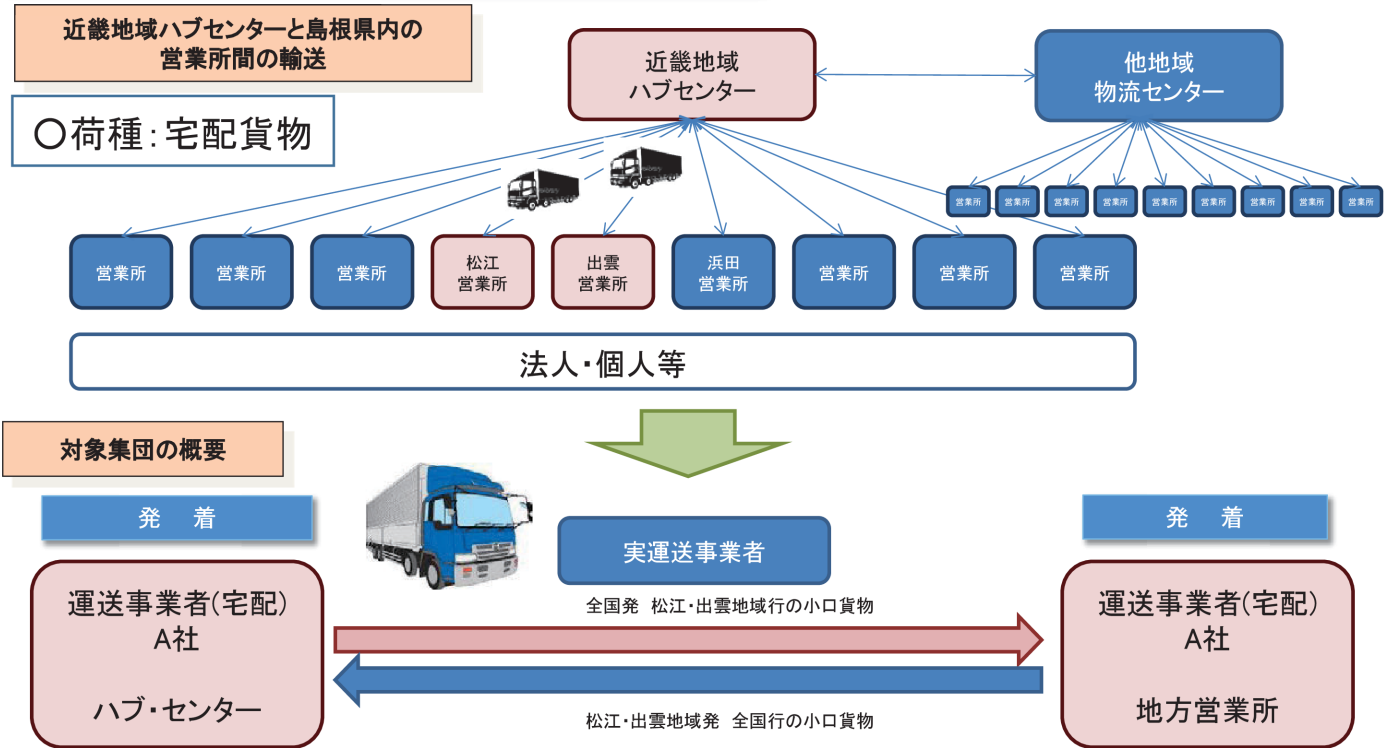 近畿地域ハブセンターと島根県内の
営業所間の輸送
〇荷種：宅配貨物
近畿地域
ハブセンター
他地域
物流センター
営業所
営業所
営業所
営業所
営業所
営業所
営業所
営業所
営業所
営業所
営業所
営業所
松江
営業所
出雲
営業所
浜田
営業所
営業所
営業所
営業所
法人・個人等
対象集団の概要
発　着
発　着
実運送事業者
運送事業者(宅配)
A社
ハブ・センター
全国発 松江・出雲地域行の小口貨物
松江・出雲地域発 全国行の小口貨物
運送事業者(宅配)
A社
地方営業所